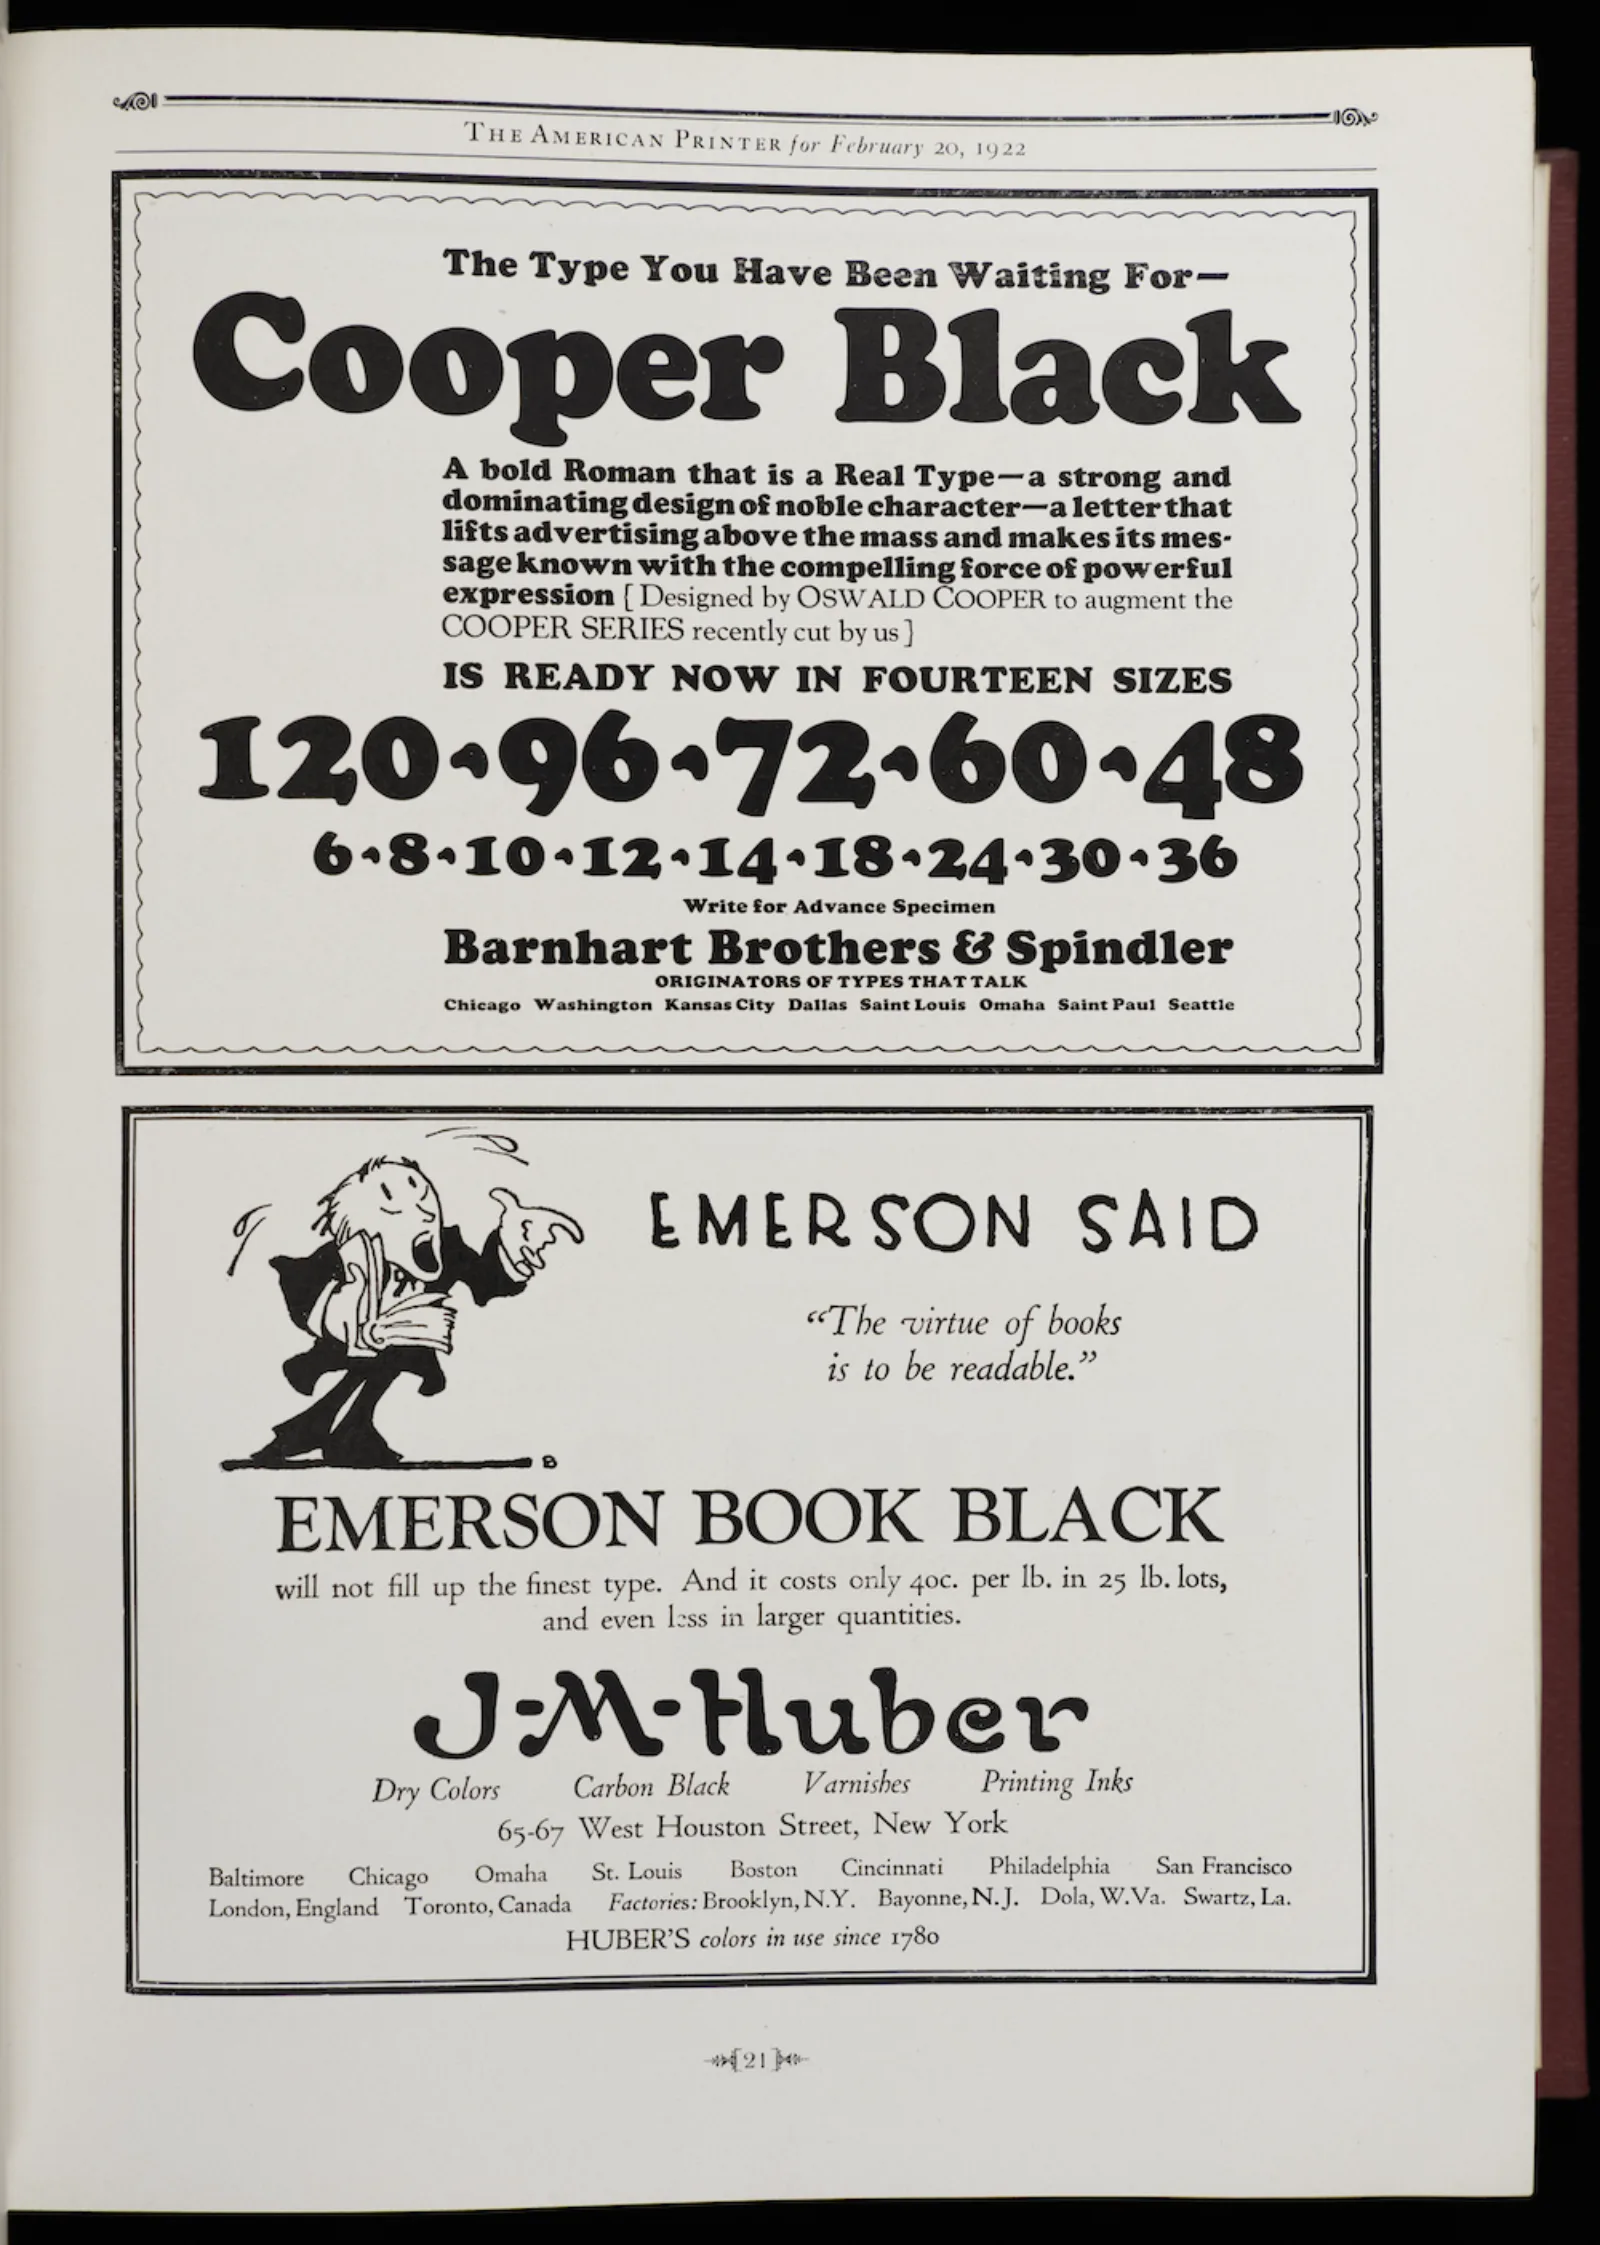 The American Printer for February 20, 1922
The Type You Have Been Waiting For—
Cooper Black
A bold Roman that is a Real Type—a strong and
dominating design of noble character—a letter that
lifts advertising above the mass and makes its mes-
sage known with the compelling force of powerful
expression [Designed by OSWALD COOPER to augment the
COOPER SERIES recently cut by us]
IS READY NOW IN FOURTEEN SIZES
120 • 96 • 72 • 60 • 48
6 • 8 • 10 • 12 • 14 • 18 • 24 • 30 • 36
Write for Advance Specimen
Barnhart Brothers & Spindler
ORIGINATORS OF TYPES THAT TALK
Chicago Washington Kansas City Dallas Saint Louis Omaha Saint Paul Seattle
EMERSON SAID
“The virtue of books
is to be readable.”
B
EMERSON BOOK BLACK
will not fill up the finest type. And it costs only 40c. per lb. in 25 lb. lots,
and even less in larger quantities.
J-M-Huber
Dry Colors Carbon Black Varnishes Printing Inks
65-67 West Houston Street, New York
Baltimore Chicago Omaha St. Louis Boston Cincinnati Philadelphia San Francisco
London, England Toronto, Canada Factories: Brooklyn, N.Y. Bayonne, N.J. Dola, W.Va. Swartz, La.
HUBER'S colors in use since 1780
[21]